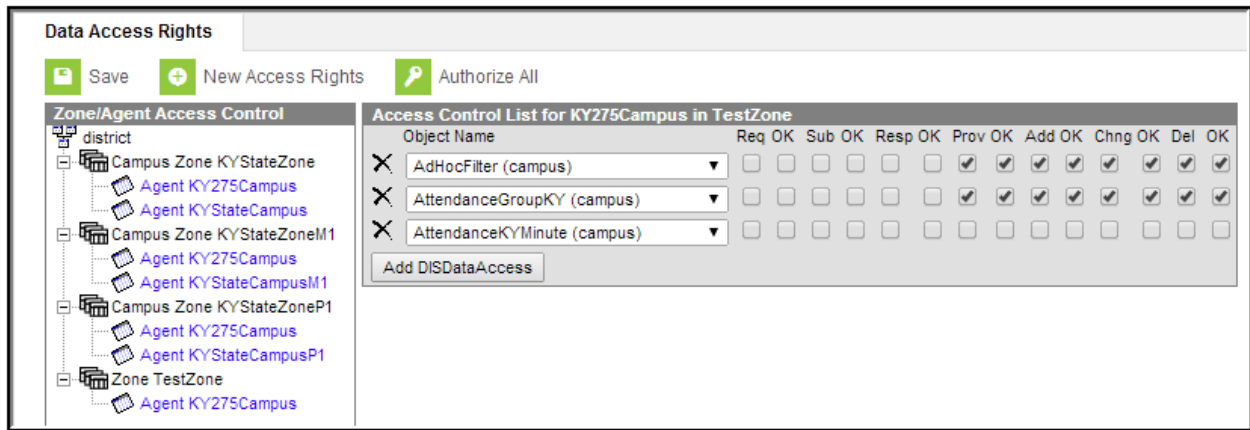 Data Access Rights
Save New Access Rights Authorize All
Zone/Agent Access Control
district
Campus Zone KYStateZone
Agent KY275Campus
Agent KYStateCampus
Campus Zone KYStateZoneM1
Agent KY275Campus
Agent KYStateCampusM1
Campus Zone KYStateZoneP1
Agent KY275Campus
Agent KYStateCampusP1
Zone TestZone
Agent KY275Campus
Access Control List for KY275Campus in TestZone
Object Name Req OK Sub OK Resp OK Prov OK Add OK Chng OK Del OK
AdHocFilter (campus)
AttendanceGroupKY (campus)
AttendanceKYMinute (campus)
Add DISDataAccess